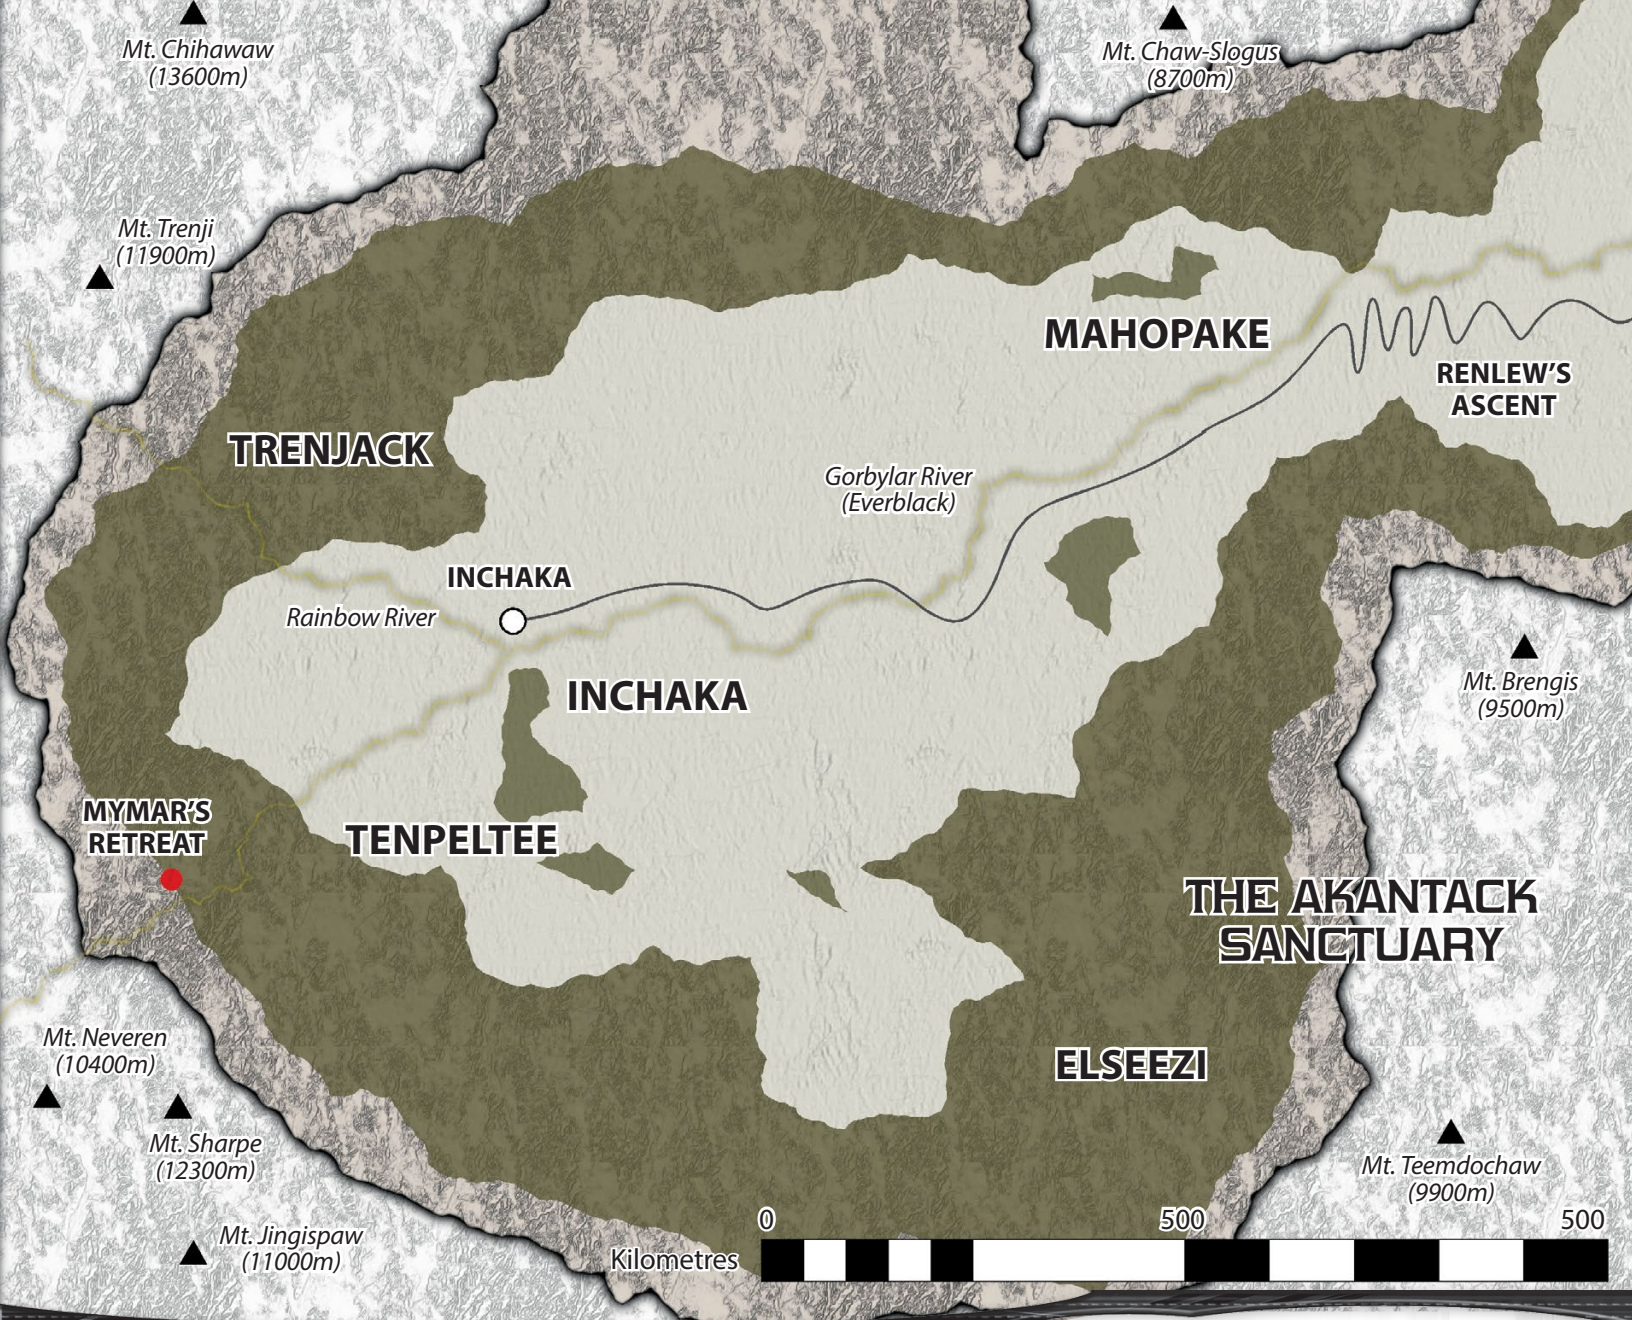 Mt. Chihawaw
(13600m)
Mt. Chaw-Slogus
(8700m)
Mt. Trenji
(11900m)
MAHOPAKE
RENLEW'S
ASCENT
TRENJACK
Gorbylar River
(Everblack)
INCHAKA
Rainbow River
INCHAKA
Mt. Brengis
(9500m)
MYMAR'S
RETREAT
TENPELTEE
THE AKANTACK
SANCTUARY
Mt. Neveren
(10400m)
ELSEEZI
Mt. Sharpe
(12300m)
Mt. Teemdochaw
(9900m)
Mt. Jingispaw
(11000m)
0 500 500
Kilometres